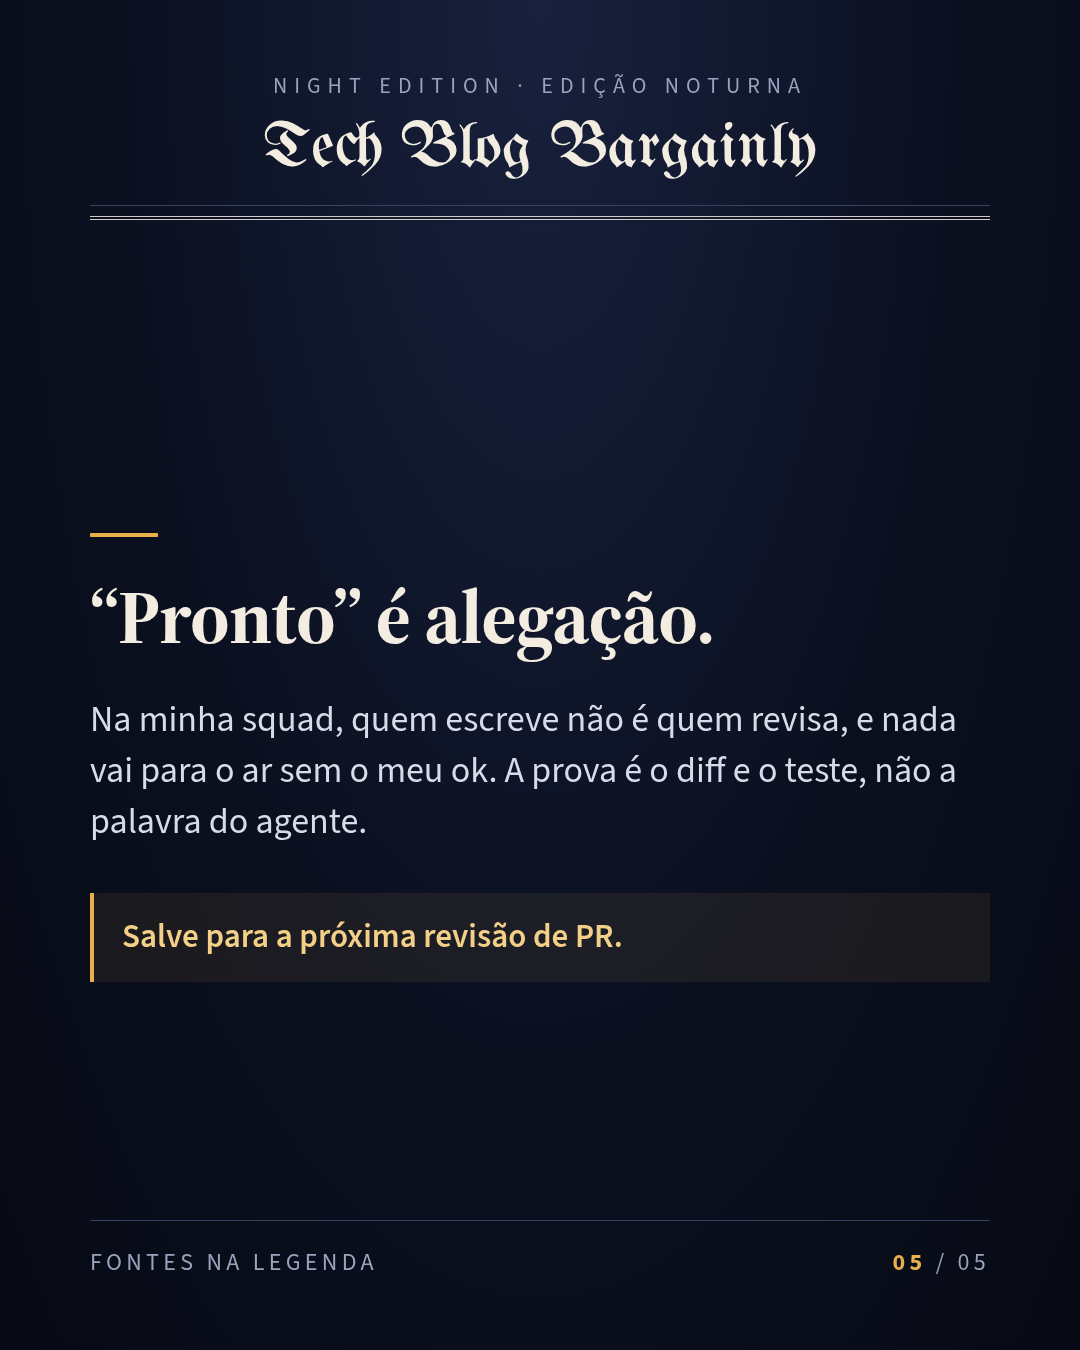 NIGHT EDITION · EDIÇÃO NOTURNA
Tech Blog Bargainly
“Pronto” é alegação.
Na minha squad, quem escreve não é quem revisa, e nada
vai para o ar sem o meu ok. A prova é o diff e o teste, não a
palavra do agente.
Salve para a próxima revisão de PR.
FONTES NA LEGENDA
05 / 05